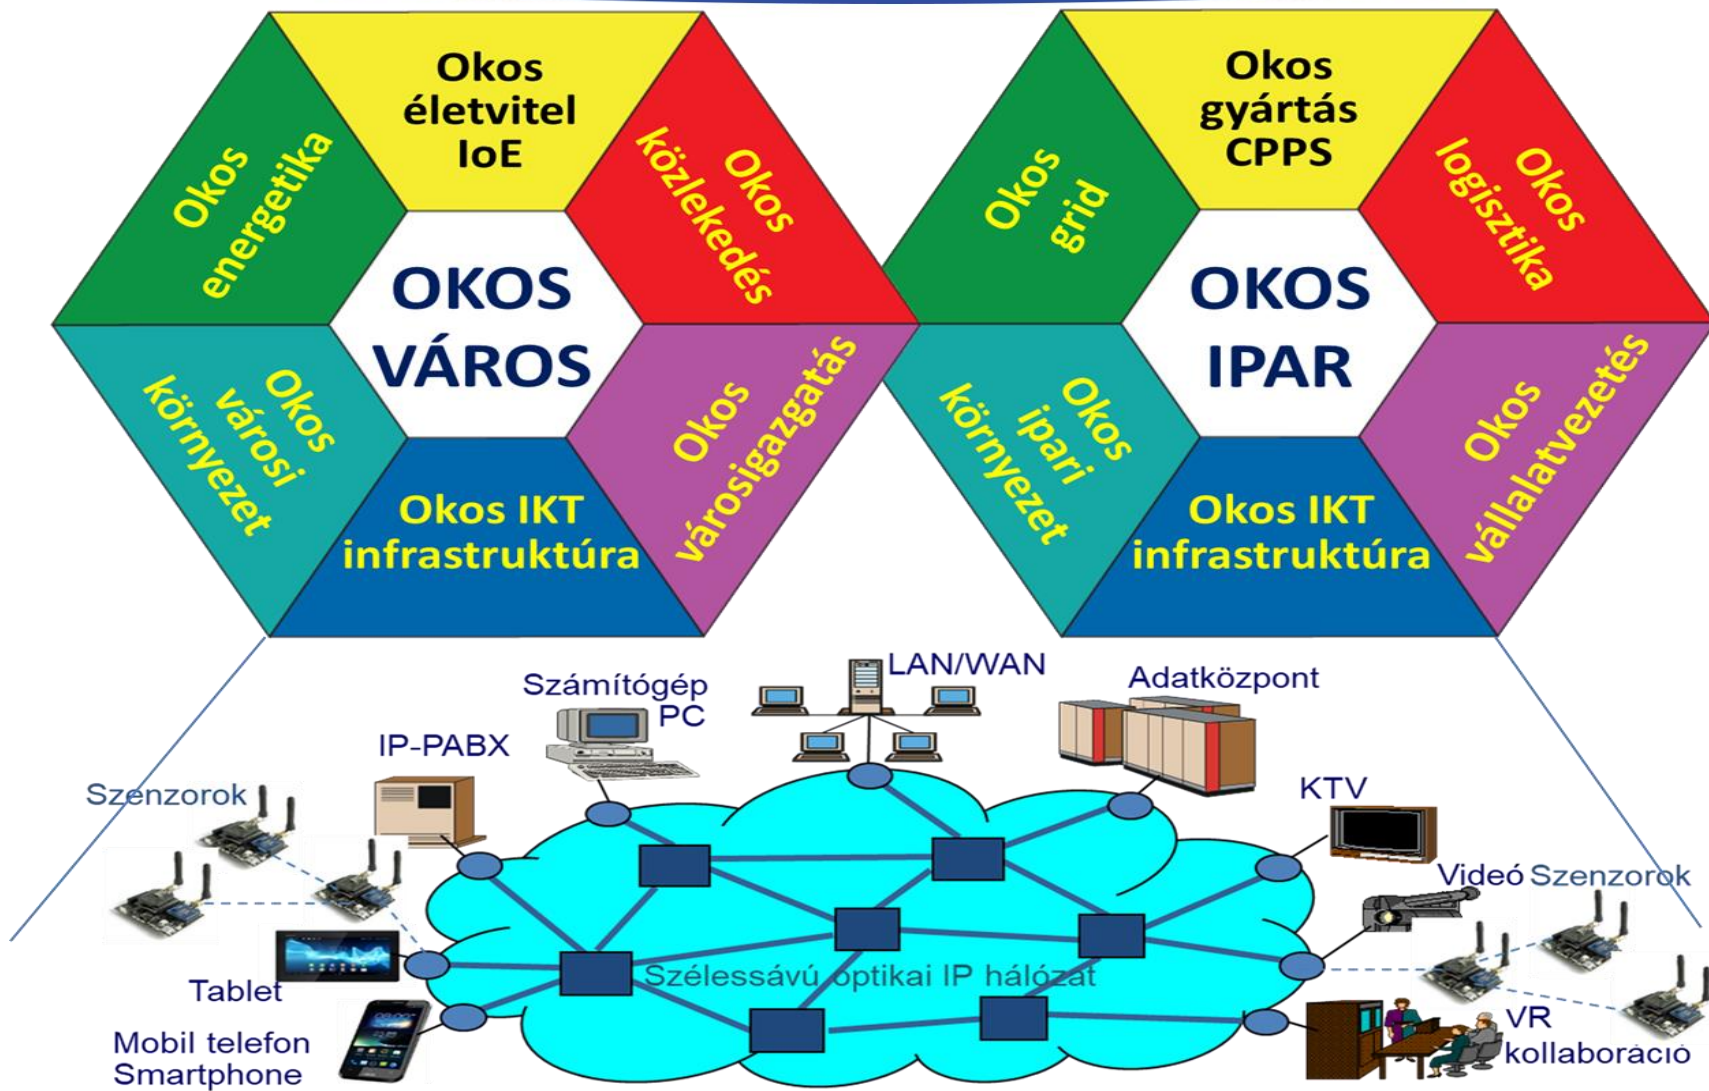 Okos
életvitel
IoE
Okos
energetika
Okos
közlekedés
OKOS
VÁROS
Okos
városi
környezet
Okos
városigazgatás
Okos IKT
infrastruktúra
Okos
gyártás
CPPS
Okos
grid
Okos
logisztika
OKOS
IPAR
Okos
ipari
környezet
Okos
vállalatvezetés
Okos IKT
infrastruktúra
LAN/WAN
Számítógép
PC
Adatközpont
IP-PABX
Szenzorok
KTV
Videó
Szenzorok
Tablet
Szélessávú optikai IP hálózat
Mobil telefon
Smartphone
VR
kollaboráció